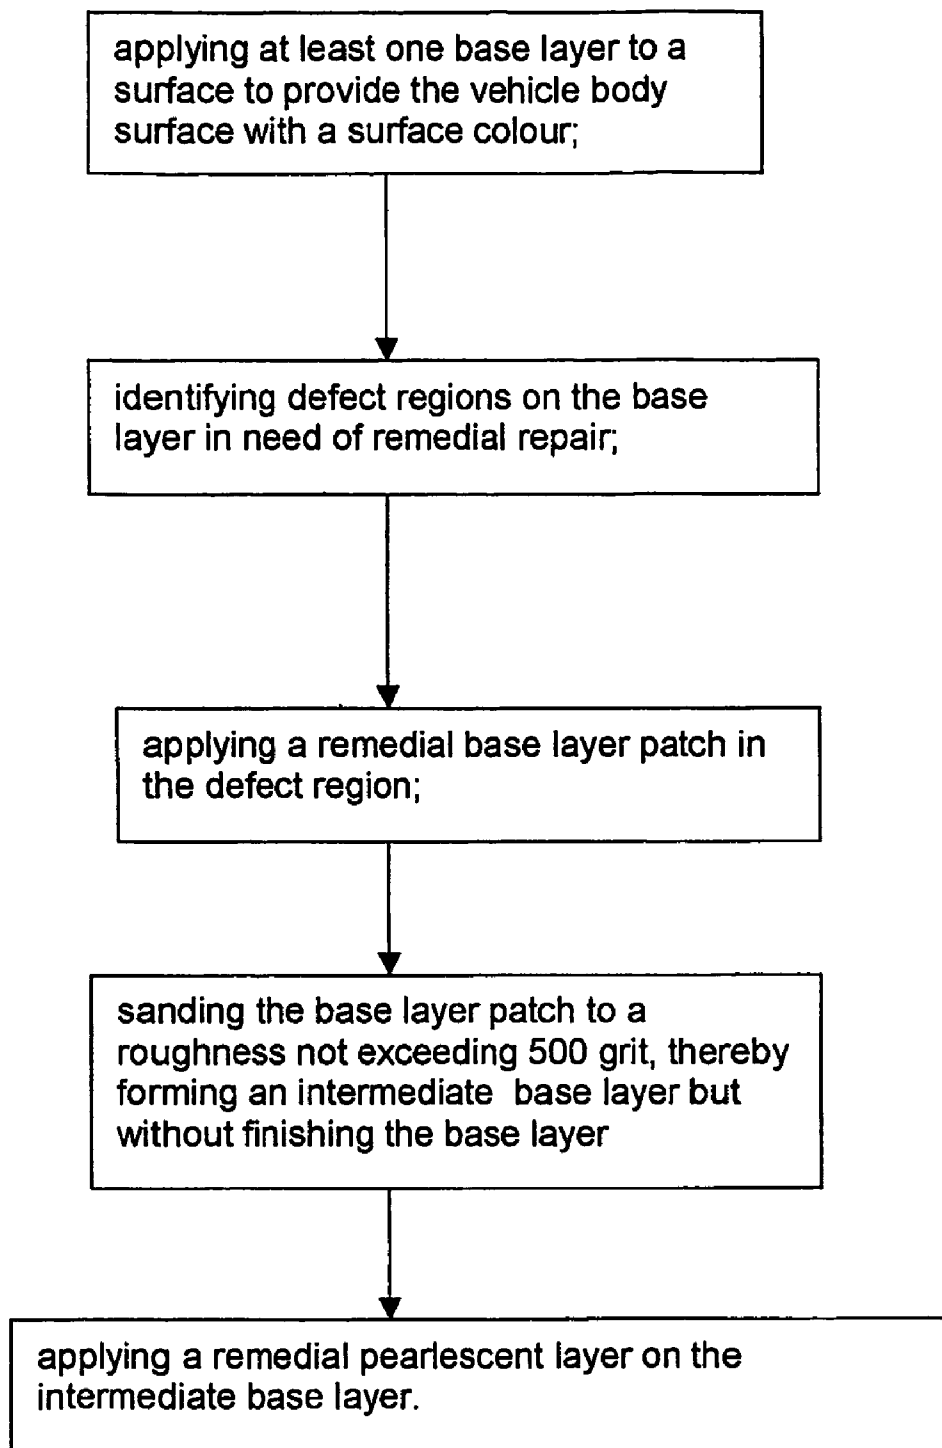 applying at least one base layer to a
surface to provide the vehicle body
surface with a surface colour;
identifying defect regions on the base
layer in need of remedial repair;
applying a remedial base layer patch in
the defect region;
sanding the base layer patch to a
roughness not exceeding 500 grit, thereby
forming an intermediate base layer but
without finishing the base layer
applying a remedial pearlescent layer on the
intermediate base layer.